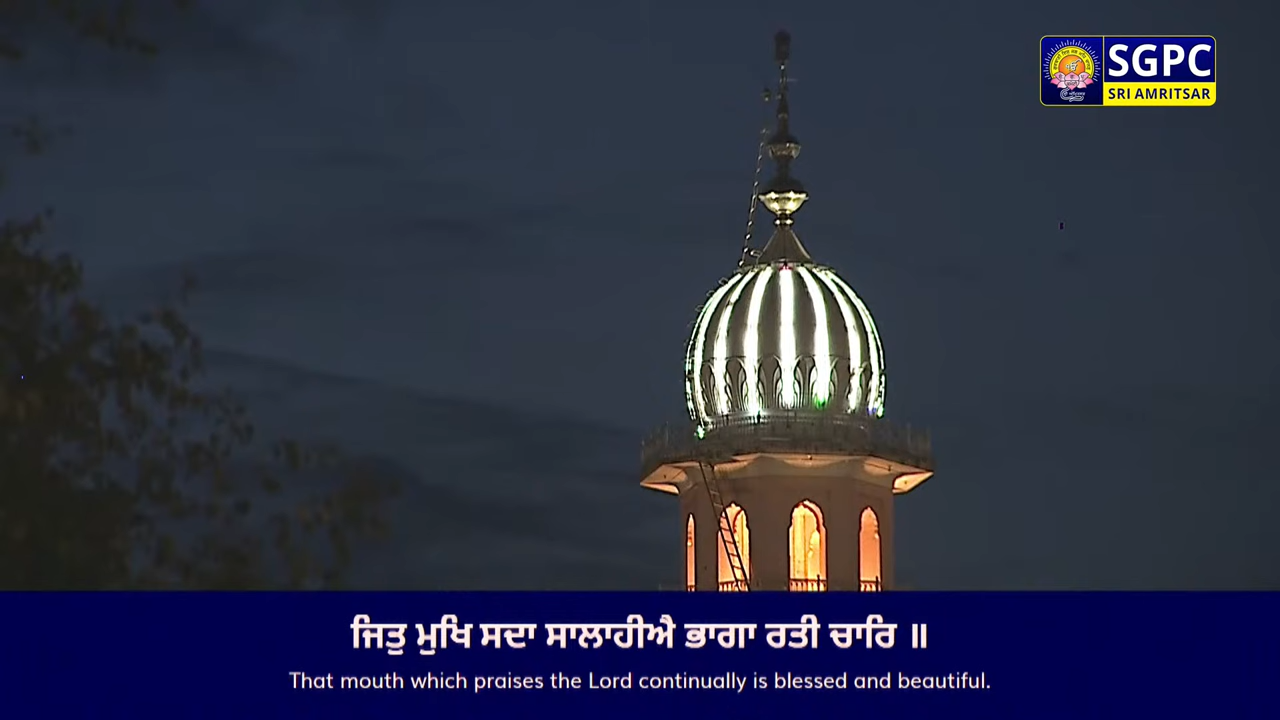 SGPC
SRI AMRITSAR
ਜਿਤੁ ਮੁਖਿ ਸਦਾ ਸਾਲਾਹੀਐ ਭਾਗਾ ਰਤੀ ਚਾਰਿ ॥
That mouth which praises the Lord continually is blessed and beautiful.